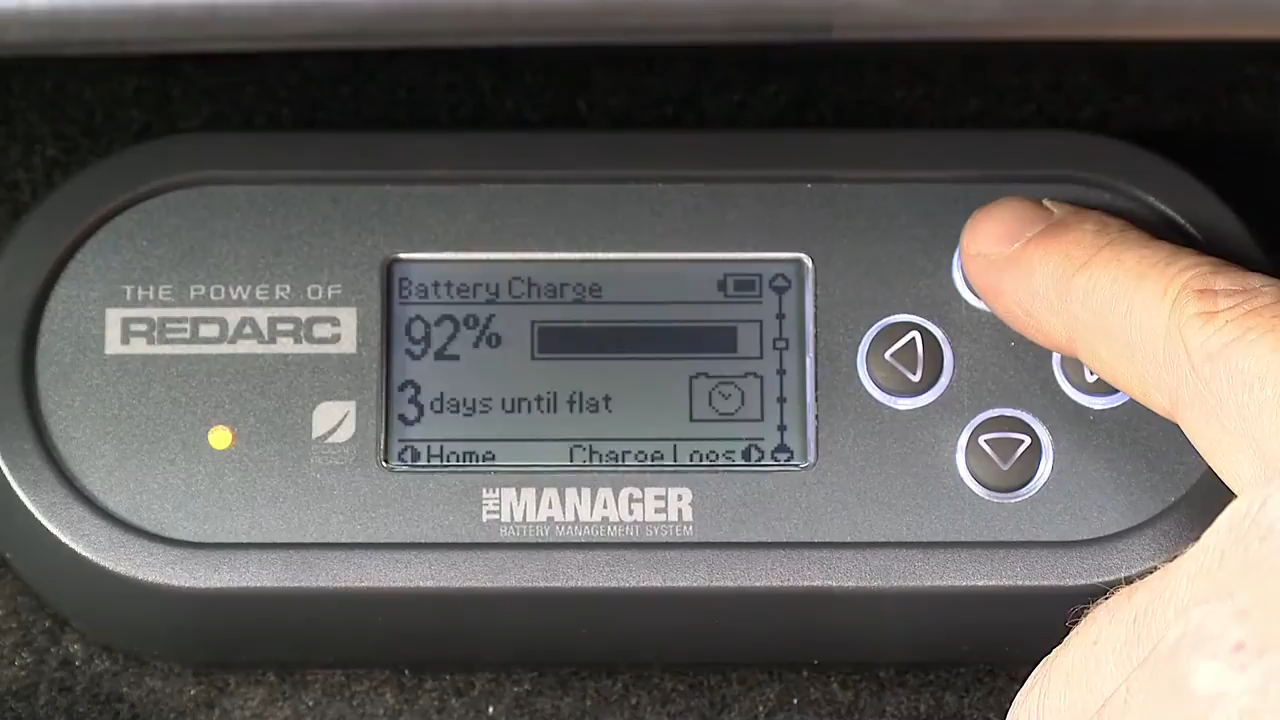 THE POWER OF
REDARC
Battery Charge
92%
3 days until flat
Home Charge Logs
THE MANAGER
BATTERY MANAGEMENT SYSTEM